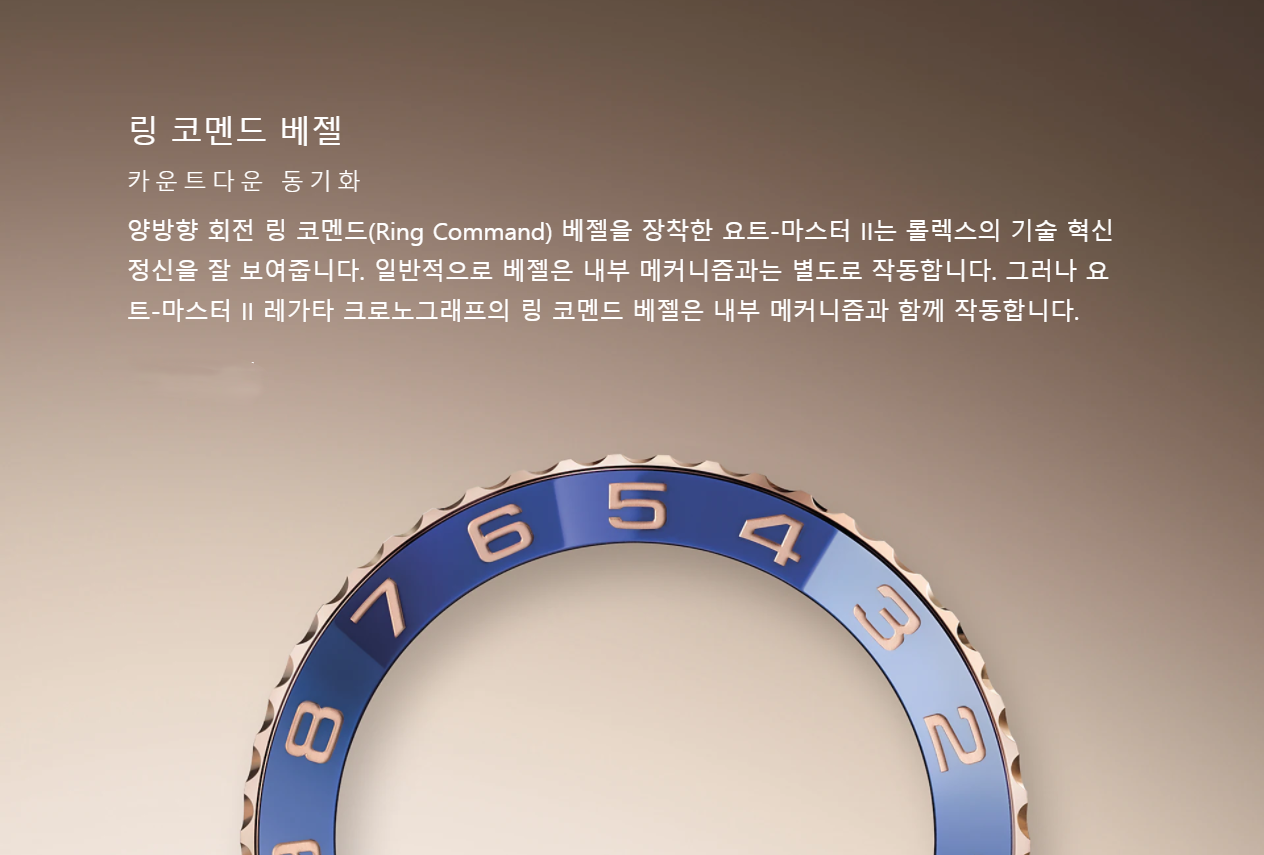 링 코멘드 베젤
카운트다운 동기화
양방향 회전 링 코멘드(Ring Command) 베젤을 장착한 요트-마스터 II는 롤렉스의 기술 혁신
정신을 잘 보여줍니다. 일반적으로 베젤은 내부 메커니즘과는 별도로 작동합니다. 그러나 요
트-마스터 II 레가타 크로노그래프의 링 코멘드 베젤은 내부 메커니즘과 함께 작동합니다.
5
6
4
7
3
8
2